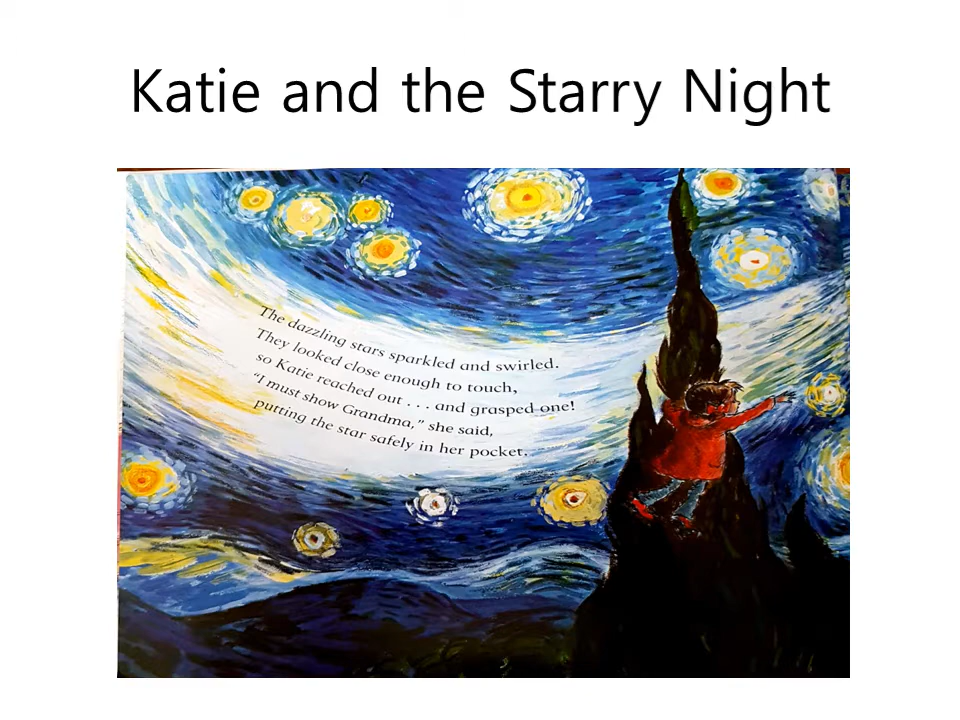 Katie and the Starry Night
The dazzling stars sparkled and swirled.
They looked close enough to touch,
so Katie reached out . . . and grasped one!
“I must show Grandma,” she said,
putting the star safely in her pocket.